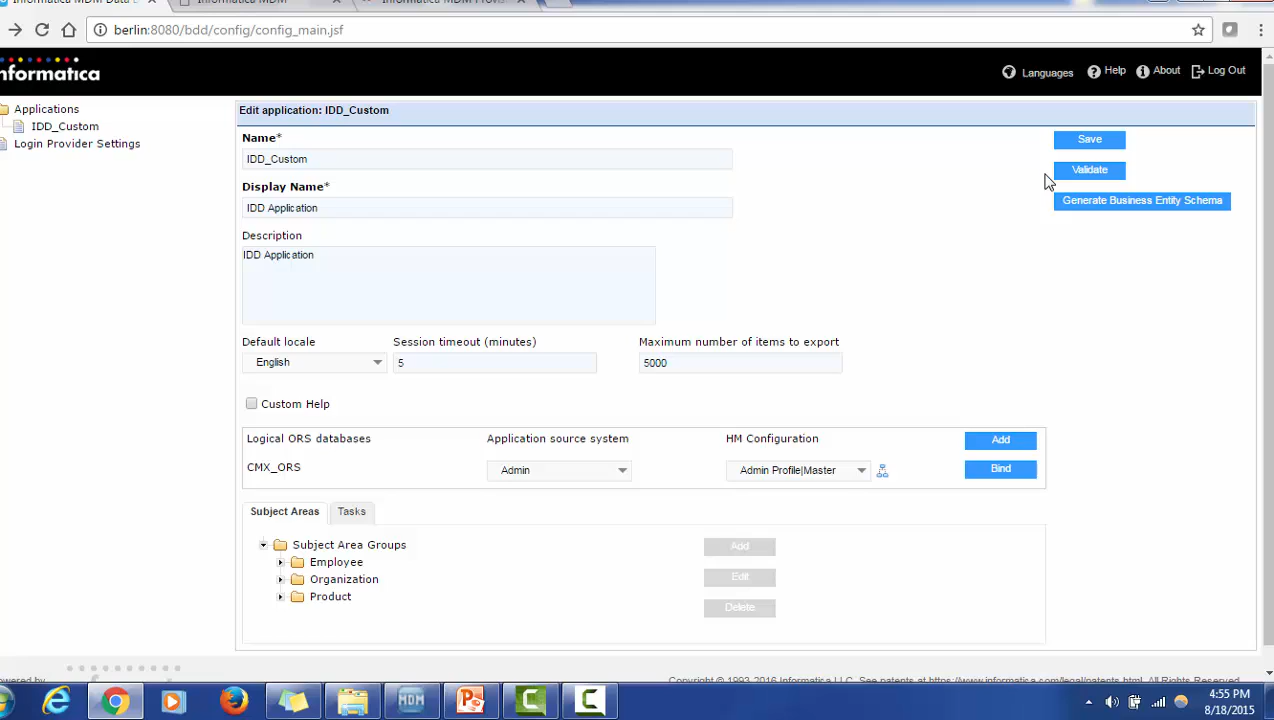 Informatica MDM
berlin:8080/bdd/config/config_main.jsf
nformatica
Languages Help About Log Out
Applications
IDD_Custom
Login Provider Settings
Edit application: IDD_Custom
Name*
IDD_Custom
Save
Validate
Generate Business Entity Schema
Display Name*
IDD Application
Description
IDD Application
Default locale Session timeout (minutes) Maximum number of items to export
English 5 5000
Custom Help
Logical ORS databases Application source system HM Configuration Add
CMX_ORS Admin Admin Profile|Master Bind
Subject Areas Tasks
Subject Area Groups
Employee
Organization
Product
Add
Edit
Delete
MDM
4:55 PM
8/18/2015